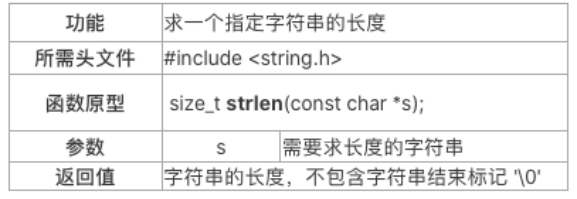 功能 求一个指定字符串的长度
所需头文件 #include <string.h>
函数原型 size_t strlen(const char *s);
参数 s 需要求长度的字符串
返回值 字符串的长度，不包含字符串结束标记 '\0'